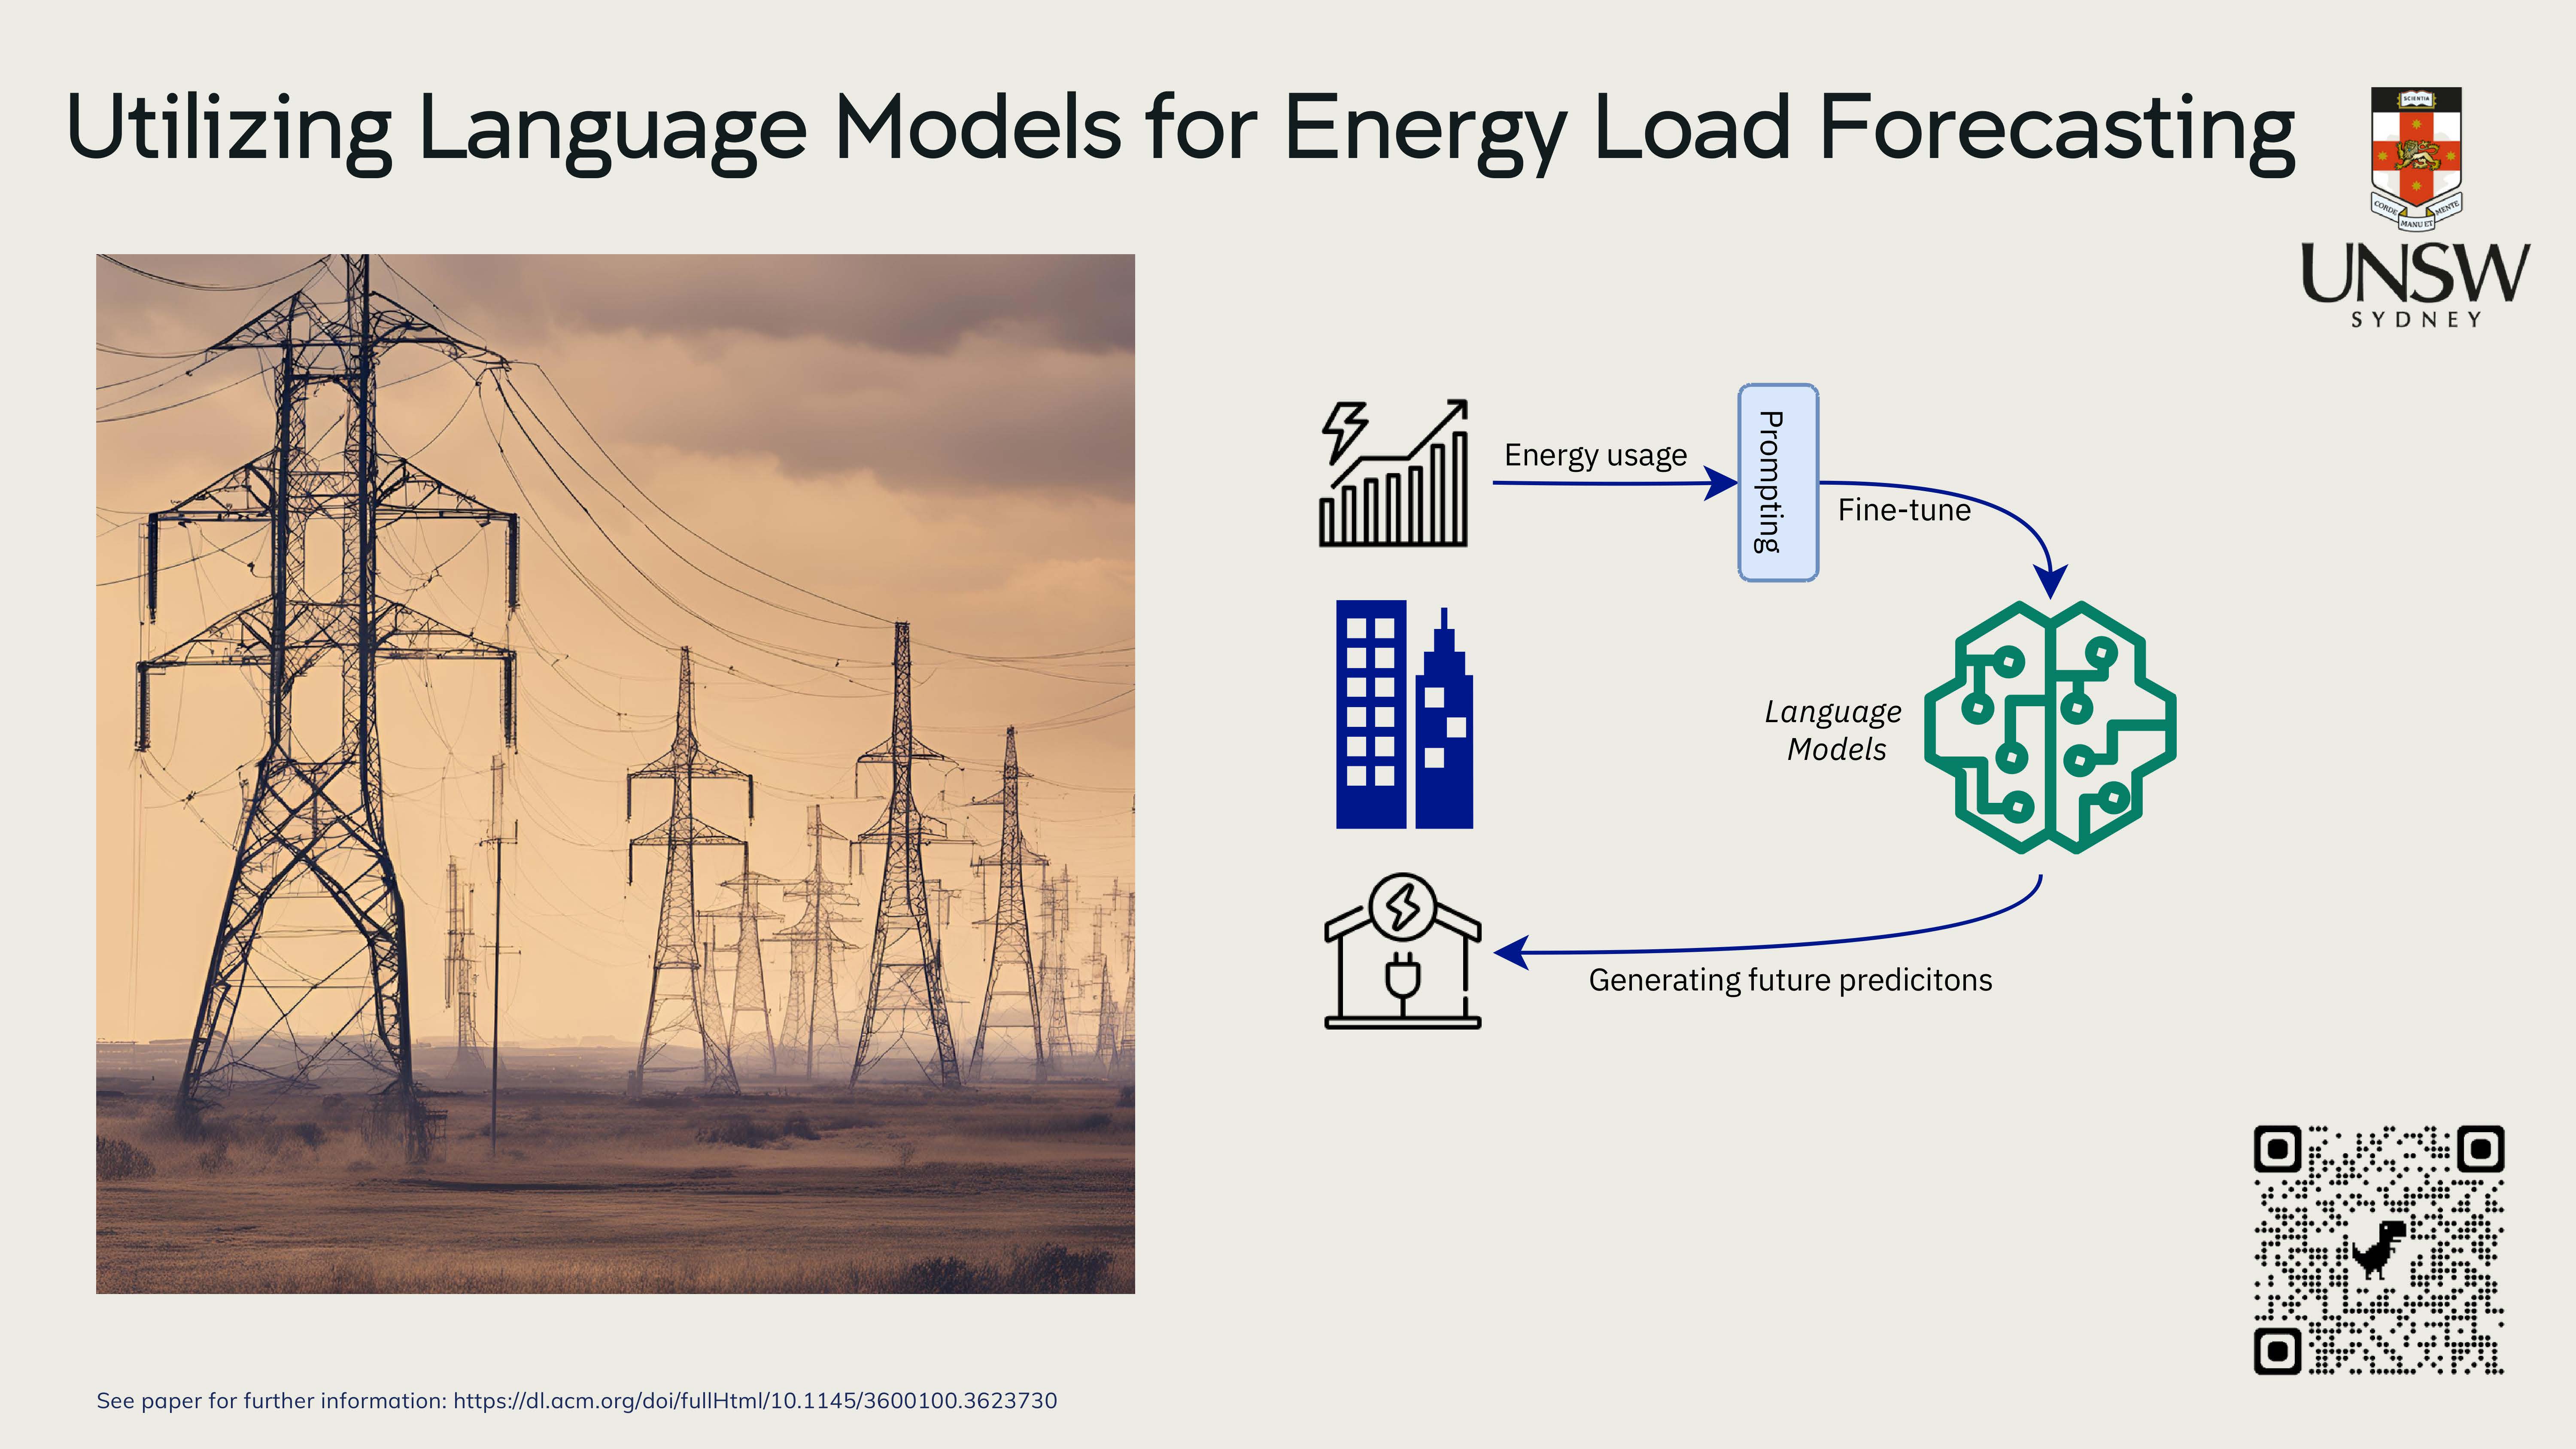 Utilizing Language Models for Energy Load Forecasting
SCIENTIA
CORDE
MANU ET
MENTE
UNSW
SYDNEY
Energy usage
Prompting
Fine-tune
Language
Models
Generating future predicitons
See paper for further information: https://dl.acm.org/doi/fullHtml/10.1145/3600100.3623730